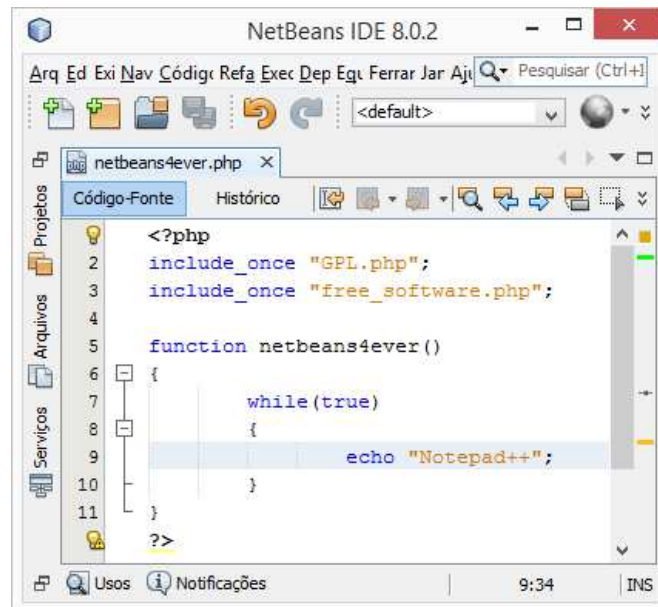 NetBeans IDE 8.0.2
Arq Ed Exi Nav Códigc Refa Exec Dep Equ Ferrar Jar Aju Pesquisar (Ctrl+I
<default>
netbeans4ever.php
Código-Fonte Histórico
Projetos
Arquivos
Serviços
<?php
2 include_once "GPL.php";
3 include_once "free_software.php";
4
5 function netbeans4ever()
6 {
7 while(true)
8 {
9 echo "Notepad++";
10 }
11 }
?>
Usos Notificações 9:34 INS